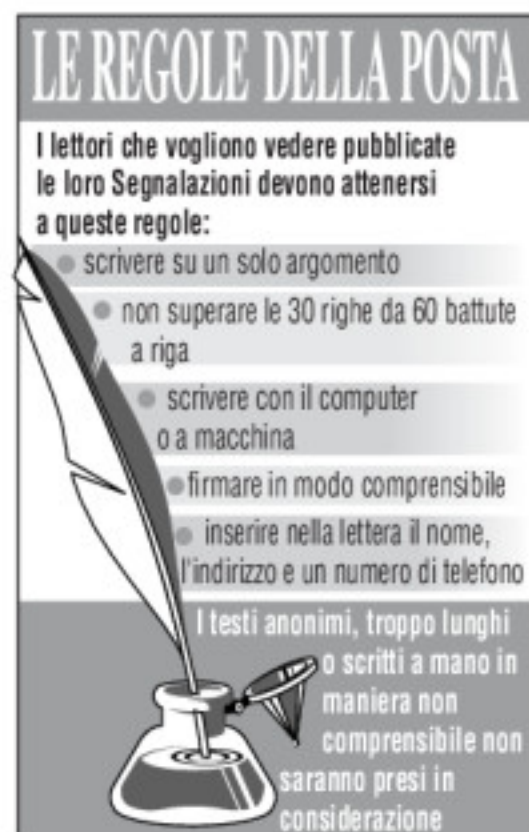 LE REGOLE DELLA POSTA
I lettori che vogliono vedere pubblicate
le loro Segnalazioni devono attenersi
a queste regole:
● scrivere su un solo argomento
● non superare le 30 righe da 60 battute
a riga
● scrivere con il computer
o a macchina
● firmare in modo comprensibile
● inserire nella lettera il nome,
l'indirizzo e un numero di telefono
I testi anonimi, troppo lunghi
o scritti a mano in
maniera non
comprensibile non
saranno presi in
considerazione